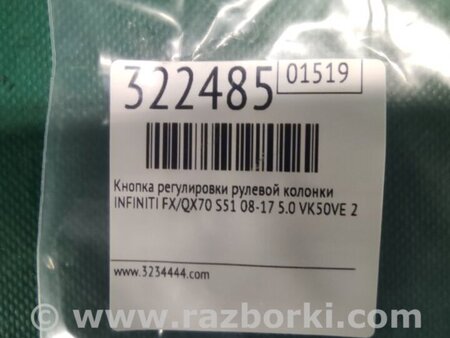 322485
01519
Кнопка регулировки рулевой колонки
INFINITI FX/QX70 S51 08-17 5.0 VK50VE 2
www.3234444.com
www.razborki.com